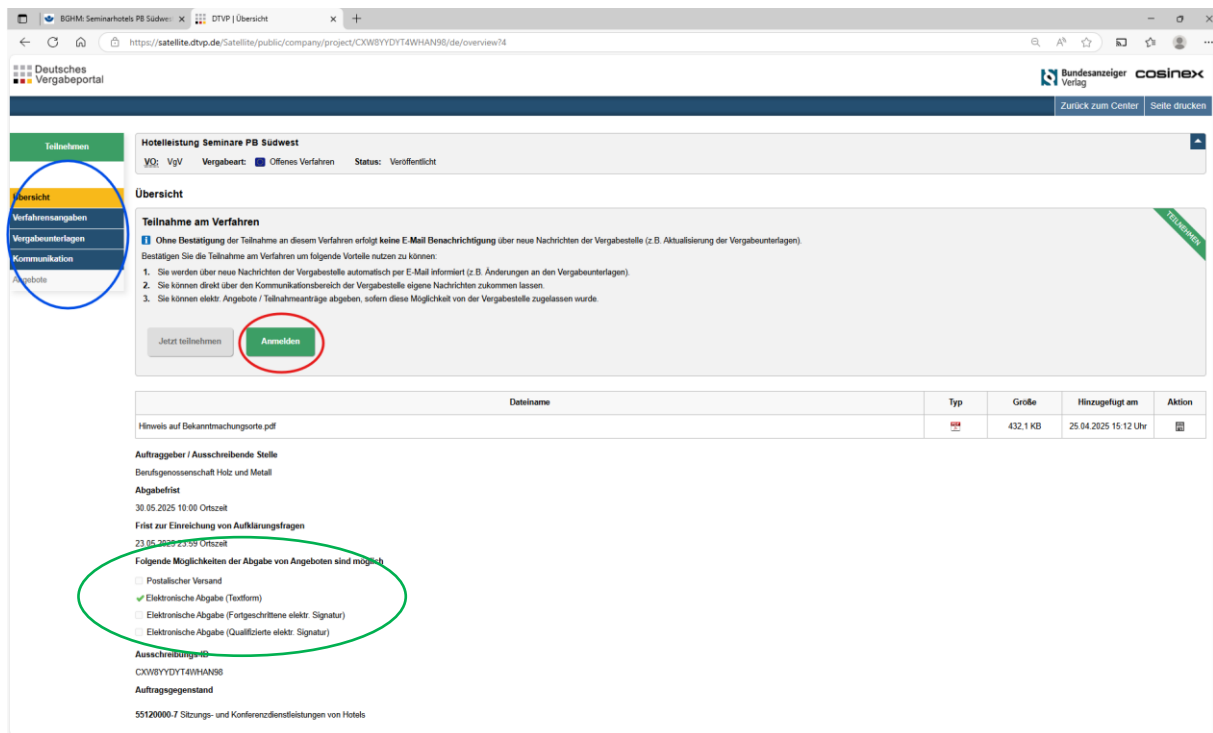 BGHM: Seminarhotels PB Südwes
DTVP | Übersicht
https://satellite.dtvp.de/Satellite/public/company/project/CXW8YYDYT4WHAN98/de/overview?4
Deutsches
Vergabeportal
Bundesanzeiger
Verlag
cosinex
Zurück zum Center
Seite drucken
Teilnehmen
Übersicht
Verfahrensangaben
Vergabeunterlagen
Kommunikation
Angebote
Hotelleistung Seminare PB Südwest
VO: VgV Vergabeart: Offenes Verfahren Status: Veröffentlicht
Übersicht
Teilnahme am Verfahren
TEILNEHMEN
Ohne Bestätigung der Teilnahme an diesem Verfahren erfolgt keine E-Mail Benachrichtigung über neue Nachrichten der Vergabestelle (z.B. Aktualisierung der Vergabeunterlagen).
Bestätigen Sie die Teilnahme am Verfahren um folgende Vorteile nutzen zu können:
1. Sie werden über neue Nachrichten der Vergabestelle automatisch per E-Mail informiert (z.B. Änderungen an den Vergabeunterlagen).
2. Sie können direkt über den Kommunikationsbereich der Vergabestelle eigene Nachrichten zukommen lassen.
3. Sie können elektr. Angebote / Teilnahmeanträge abgeben, sofern diese Möglichkeit von der Vergabestelle zugelassen wurde.
Jetzt teilnehmen
Anmelden
Dateiname Typ Größe Hinzugefügt am Aktion
Hinweis auf Bekanntmachungsorte.pdf 432,1 KB 25.04.2025 15:12 Uhr
Auftraggeber / Ausschreibende Stelle
Berufsgenossenschaft Holz und Metall
Abgabefrist
30.05.2025 10:00 Ortszeit
Frist zur Einreichung von Aufklärungsfragen
23.05.2025 23:59 Ortszeit
Folgende Möglichkeiten der Abgabe von Angeboten sind möglich
Postalischer Versand
Elektronische Abgabe (Textform)
Elektronische Abgabe (Fortgeschrittene elektr. Signatur)
Elektronische Abgabe (Qualifizierte elektr. Signatur)
Ausschreibungs-ID
CXW8YYDYT4WHAN98
Auftragsgegenstand
55120000-7 Sitzungs- und Konferenzdienstleistungen von Hotels